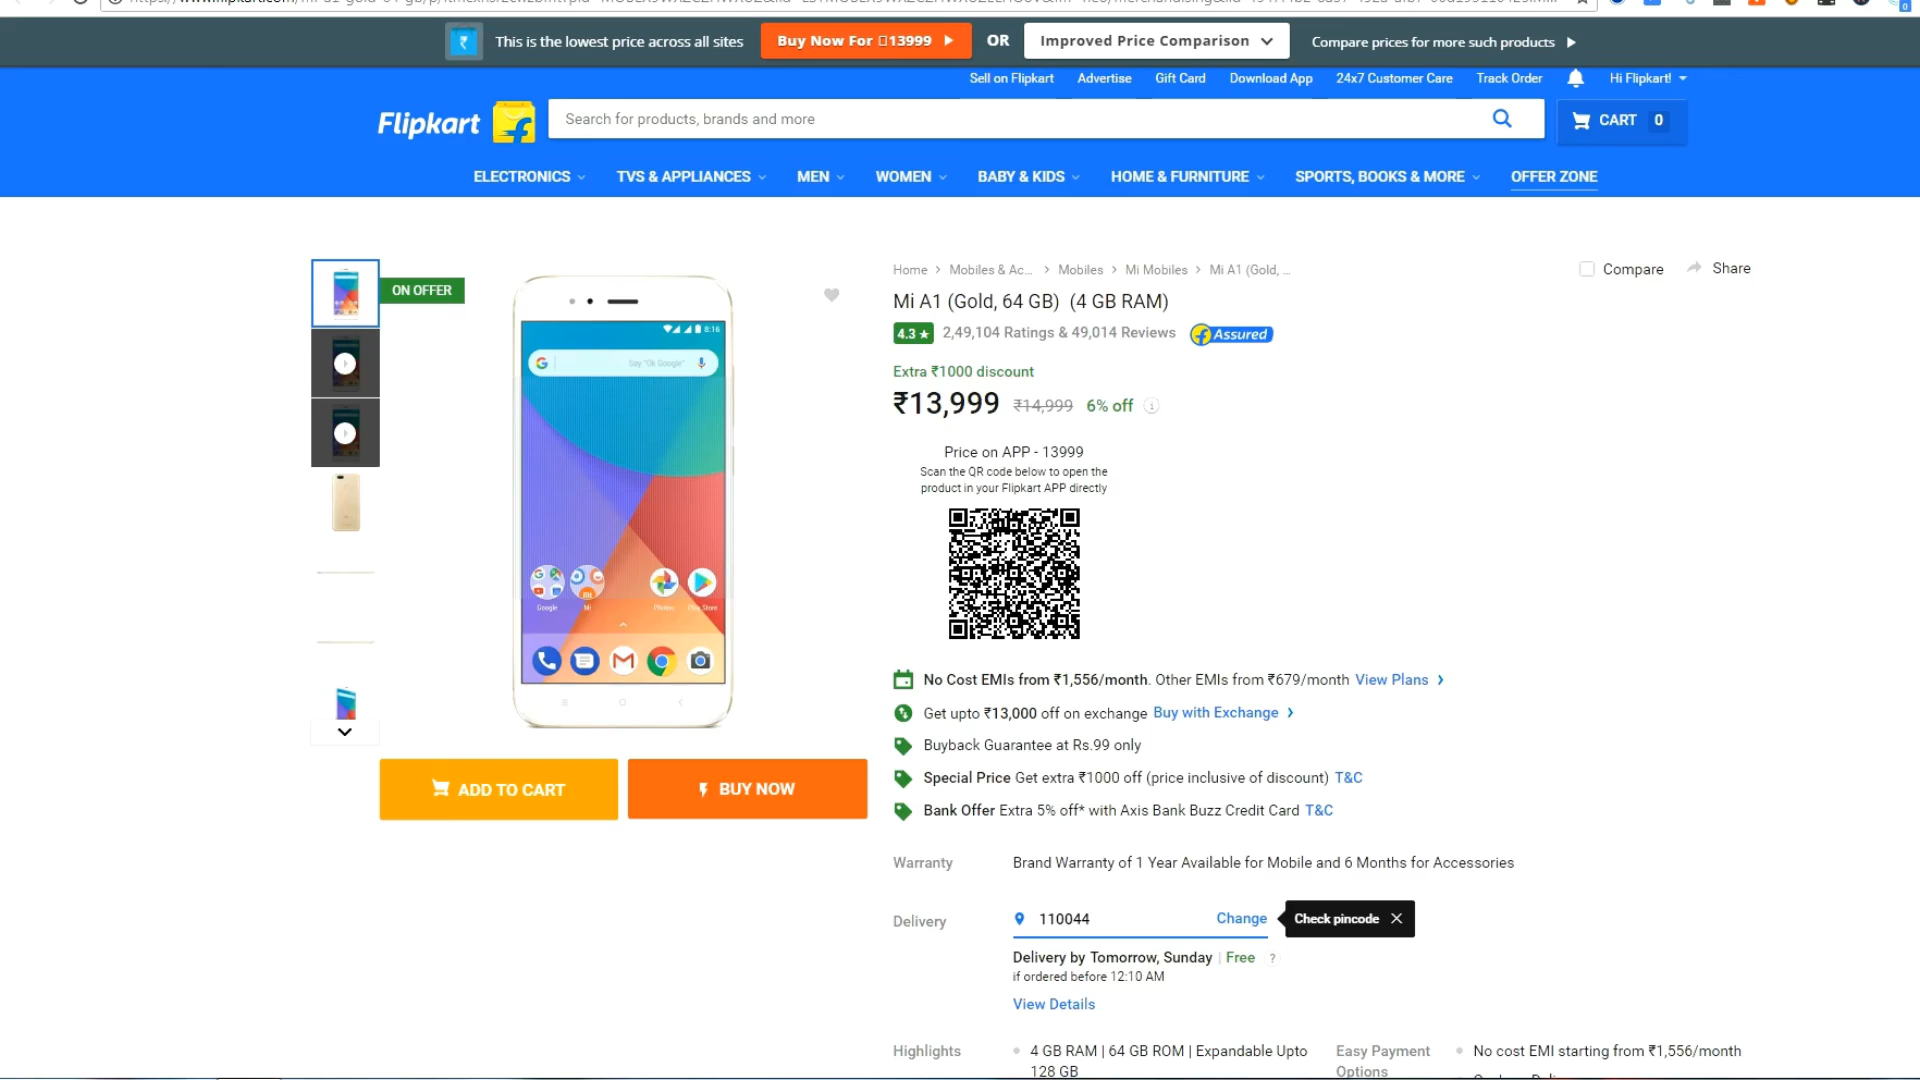 This is the lowest price across all sites
Buy Now For 13999
OR
Improved Price Comparison
Compare prices for more such products
Sell on Flipkart
Advertise
Gift Card
Download App
24x7 Customer Care
Track Order
Hi Flipkart!
Flipkart
Search for products, brands and more
CART 0
ELECTRONICS
TVS & APPLIANCES
MEN
WOMEN
BABY & KIDS
HOME & FURNITURE
SPORTS, BOOKS & MORE
OFFER ZONE
ON OFFER
8:16
Say "Ok Google"
Google
Mi
Photos
Play Store
ADD TO CART
BUY NOW
Home > Mobiles & Ac... > Mobiles > Mi Mobiles > Mi A1 (Gold, ...
Compare
Share
Mi A1 (Gold, 64 GB) (4 GB RAM)
4.3 ★ 2,49,104 Ratings & 49,014 Reviews Assured
Extra ₹1000 discount
₹13,999 ₹14,999 6% off
Price on APP - 13999
Scan the QR code below to open the
product in your Flipkart APP directly
No Cost EMIs from ₹1,556/month. Other EMIs from ₹679/month View Plans
Get upto ₹13,000 off on exchange Buy with Exchange
Buyback Guarantee at Rs.99 only
Special Price Get extra ₹1000 off (price inclusive of discount) T&C
Bank Offer Extra 5% off* with Axis Bank Buzz Credit Card T&C
Warranty
Brand Warranty of 1 Year Available for Mobile and 6 Months for Accessories
Delivery
110044
Change
Check pincode
Delivery by Tomorrow, Sunday | Free ?
if ordered before 12:10 AM
View Details
Highlights
4 GB RAM | 64 GB ROM | Expandable Upto
128 GB
Easy Payment
Options
No cost EMI starting from ₹1,556/month